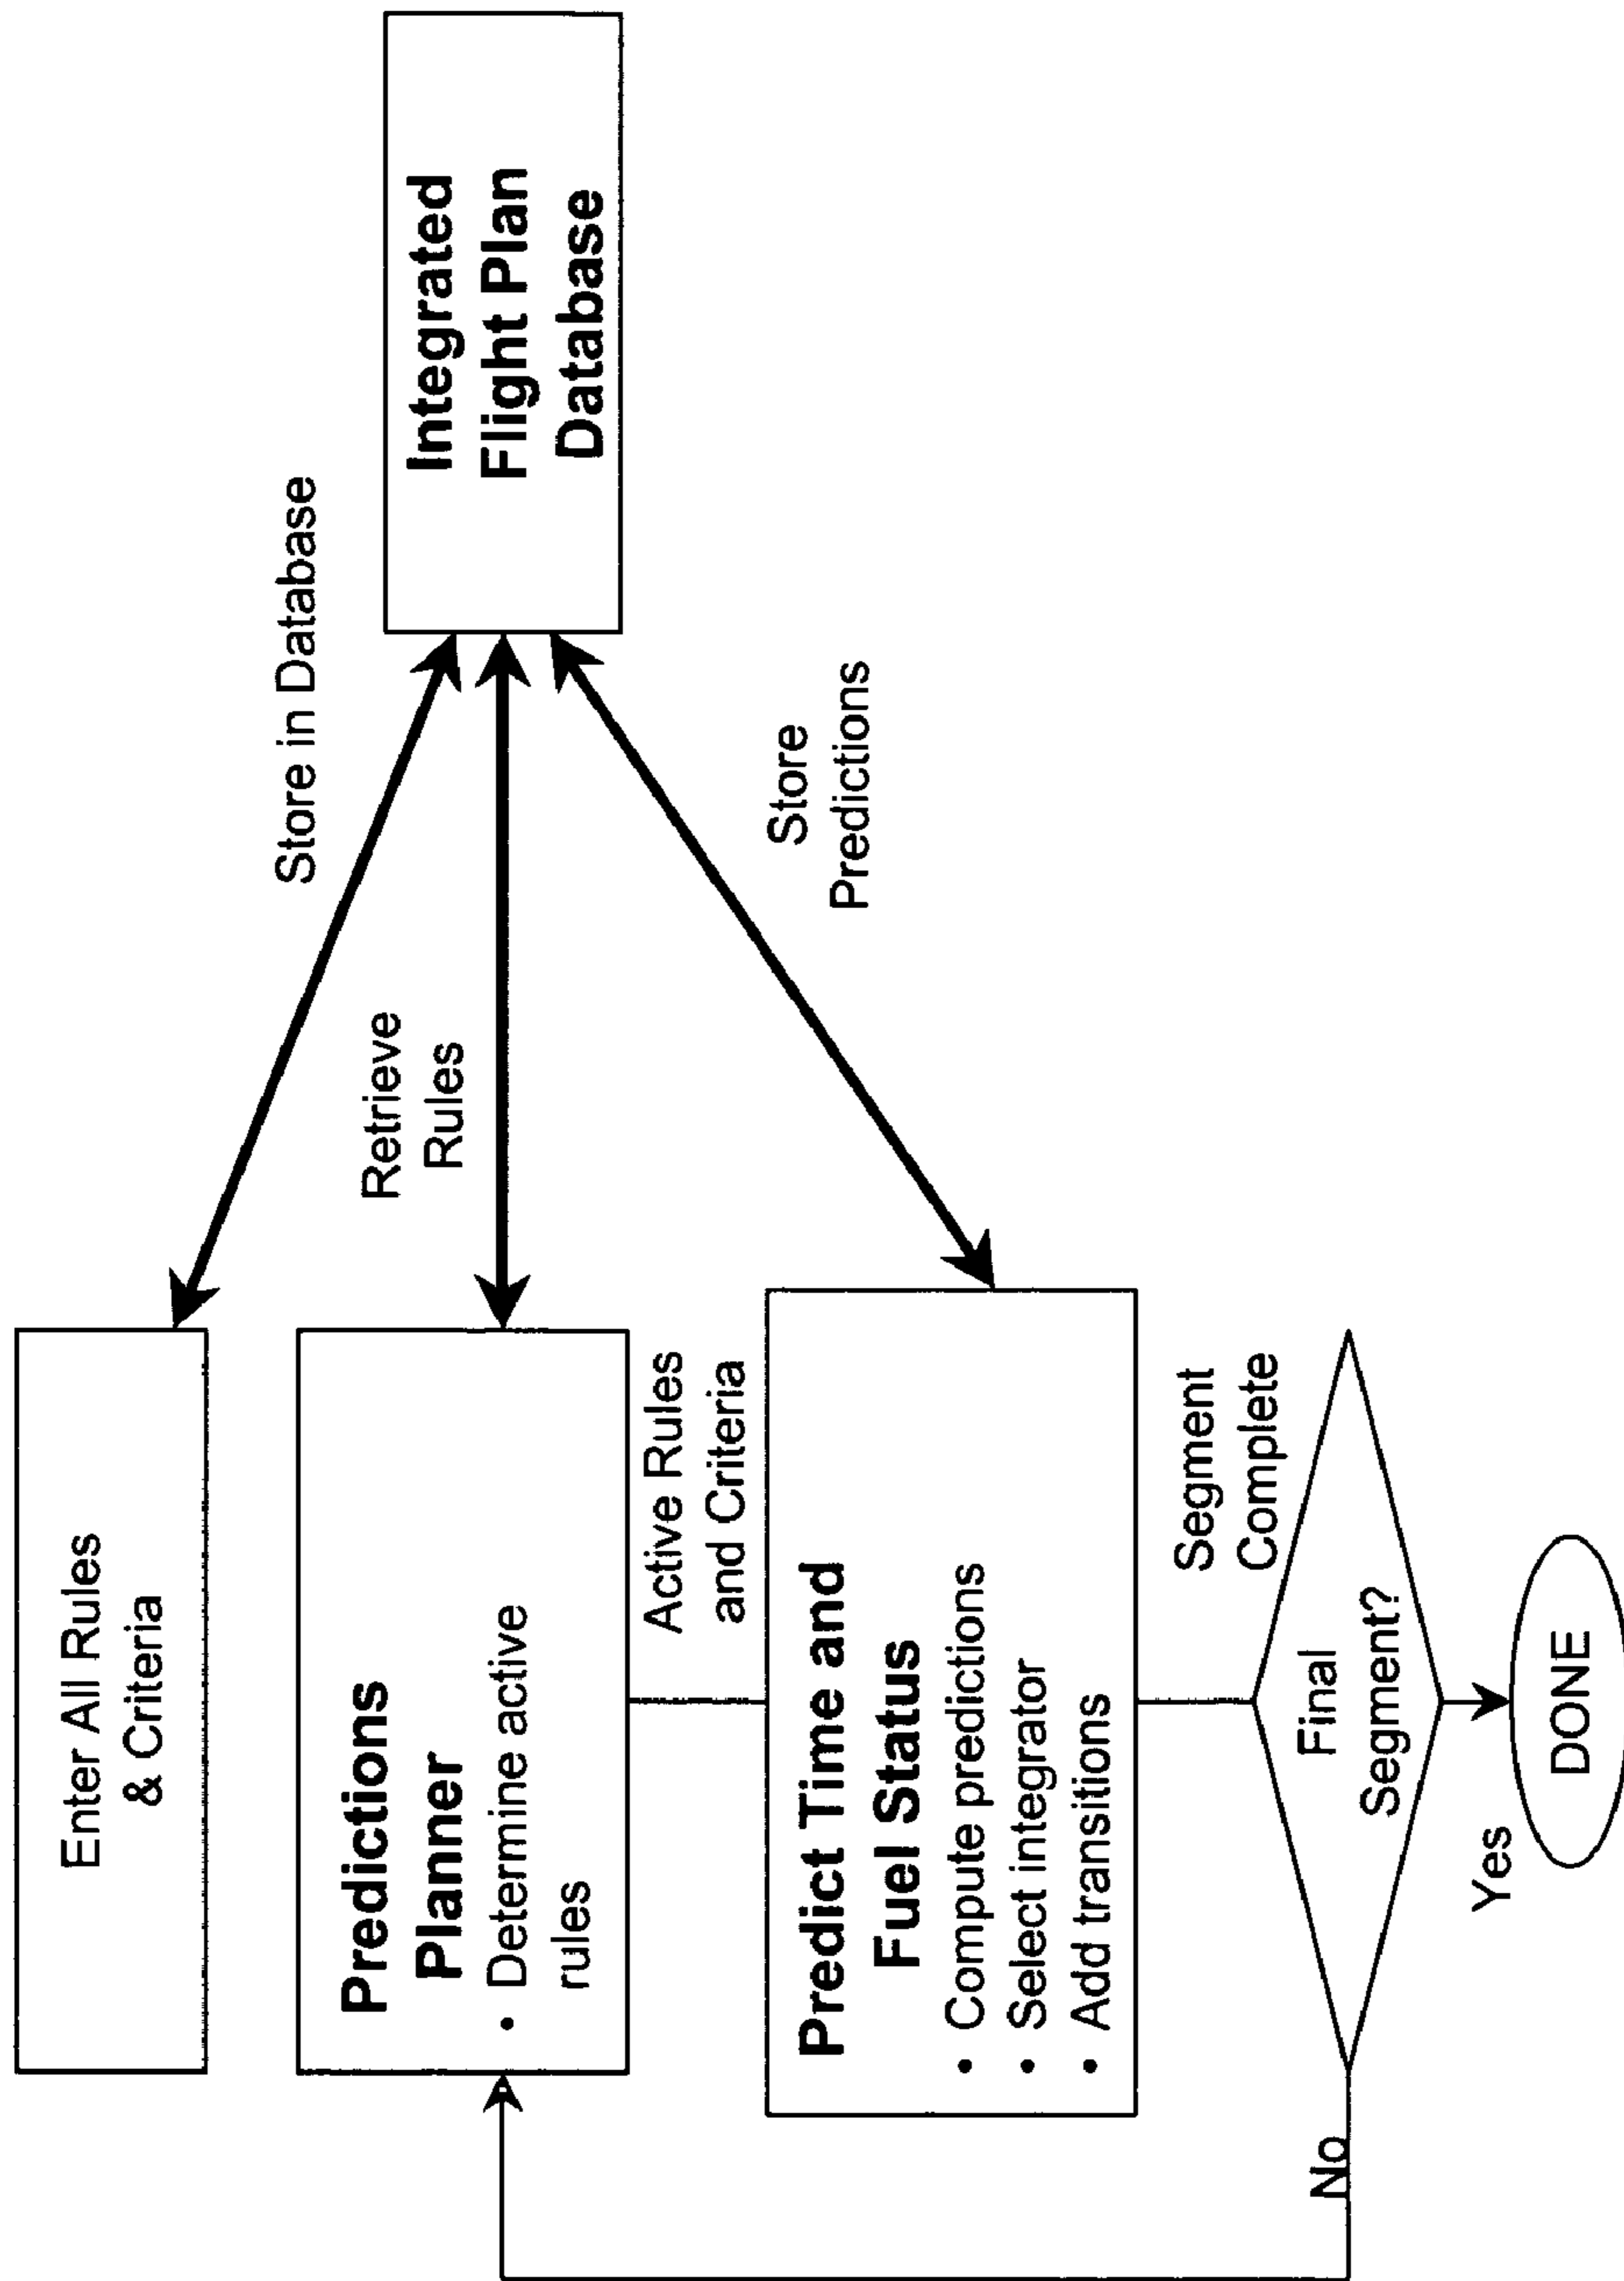 Enter All Rules
& Criteria
Store in Database
Integrated
Flight Plan
Database
Retrieve
Rules
Predictions
Planner
• Determine active
rules
Active Rules
and Criteria
Store
Predictions
Predict Time and
Fuel Status
• Compute predictions
• Select integrator
• Add transitions
Segment
Complete
Final
Segment?
No
Yes
DONE